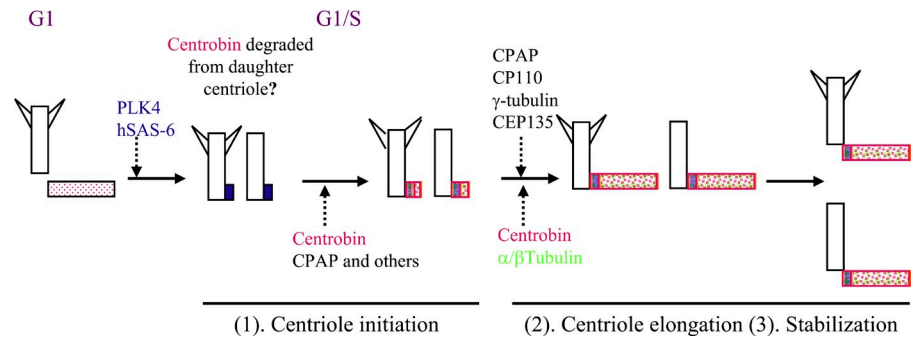 G1
G1/S
Centrobin degraded
from daughter
centriole?
PLK4
hSAS-6
Centrobin
CPAP and others
CPAP
CP110
γ-tubulin
CEP135
Centrobin
α/βTubulin
(1). Centriole initiation
(2). Centriole elongation (3). Stabilization